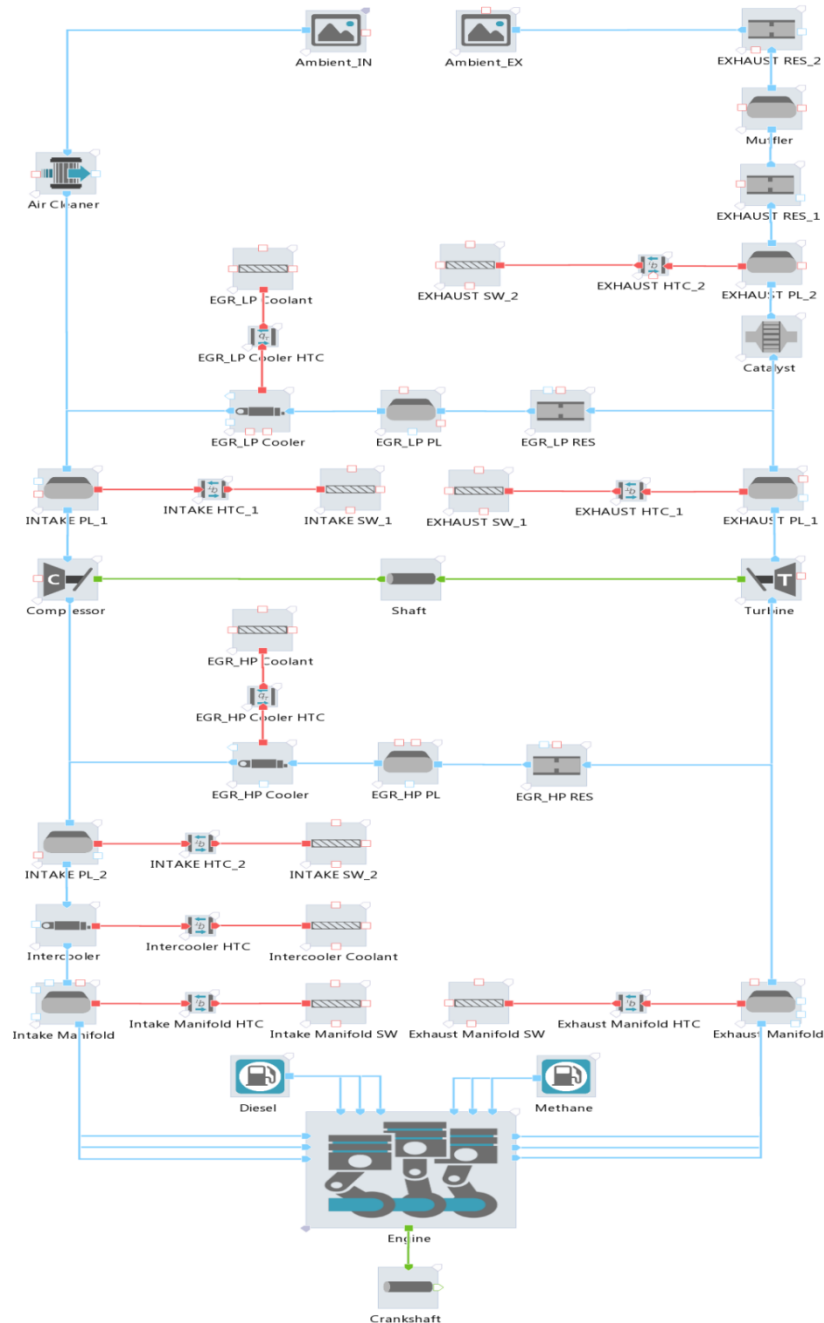 Ambient_IN
Ambient_EX
EXHAUST RES_2
Muffler
Air Cleaner
EXHAUST RES_1
EGR_LP Coolant
EXHAUST SW_2
EXHAUST HTC_2
EXHAUST PL_2
EGR_LP Cooler HTC
Catalyst
EGR_LP Cooler
EGR_LP PL
EGR_LP RES
INTAKE PL_1
INTAKE HTC_1
INTAKE SW_1
EXHAUST SW_1
EXHAUST HTC_1
EXHAUST PL_1
C
T
Compressor
Shaft
Turbine
EGR_HP Coolant
EGR_HP Cooler HTC
EGR_HP Cooler
EGR_HP PL
EGR_HP RES
INTAKE PL_2
INTAKE HTC_2
INTAKE SW_2
Intercooler
Intercooler HTC
Intercooler Coolant
Intake Manifold
Intake Manifold HTC
Intake Manifold SW
Exhaust Manifold SW
Exhaust Manifold HTC
Exhaust Manifold
Diesel
Methane
Engine
Crankshaft